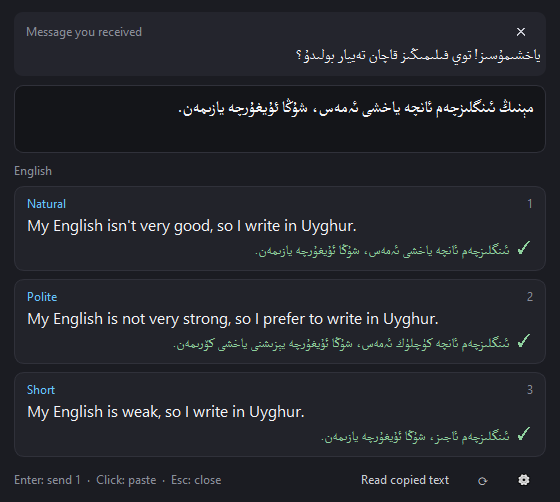 Message you received
ياخشىمۇسىز! توي فىلىمىڭىز قاچان تەييار بولىدۇ؟
مېنىڭ ئىنگلىزچەم ئانچە ياخشى ئەمەس، شۇڭا ئۇيغۇرچە يازىمەن.
English
Natural 1
My English isn't very good, so I write in Uyghur.
ئىنگلىزچەم ئانچە ياخشى ئەمەس، شۇڭا ئۇيغۇرچە يازىمەن.
Polite 2
My English is not very strong, so I prefer to write in Uyghur.
ئىنگلىزچەم ئانچە كۈچلۈك ئەمەس، شۇڭا ئۇيغۇرچە يېزىشنى ياخشى كۆرىمەن.
Short 3
My English is weak, so I write in Uyghur.
ئىنگلىزچەم ئاجىز، شۇڭا ئۇيغۇرچە يازىمەن.
Enter: send 1 · Click: paste · Esc: close Read copied text